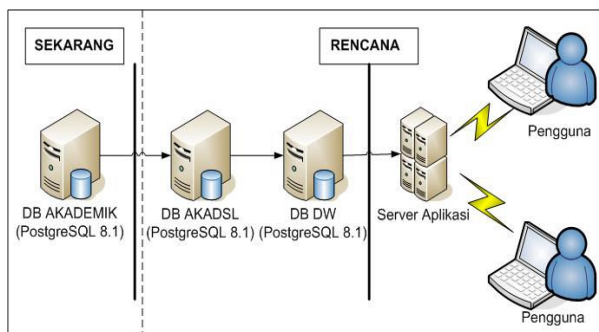 SEKARANG
RENCANA
DB AKADEMIK
(PostgreSQL 8.1)
DB AKADSL
(PostgreSQL 8.1)
DB DW
(PostgreSQL 8.1)
Server Aplikasi
Pengguna
Pengguna